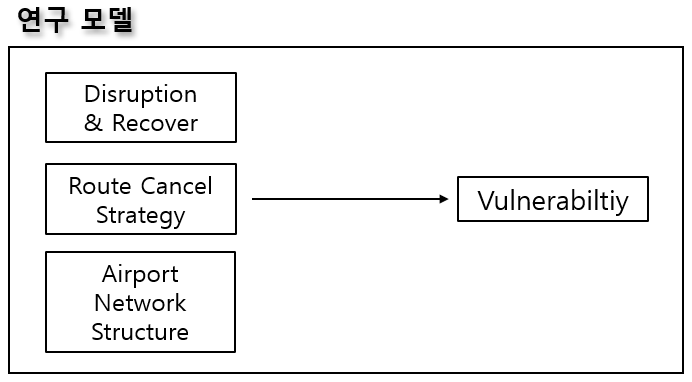 연구 모델
Disruption
& Recover
Route Cancel
Strategy
Vulnerabiltiy
Airport
Network
Structure